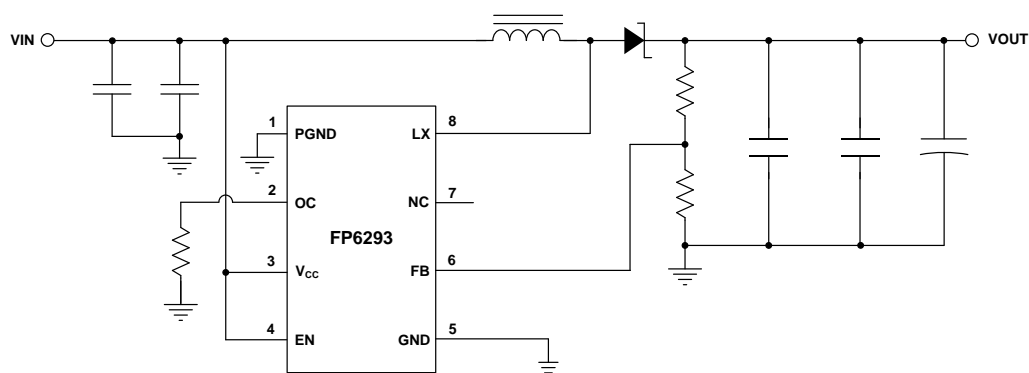 VIN
VOUT
1
PGND
LX
8
2
OC
NC
7
FP6293
3
Vcc
FB
6
4
EN
GND
5